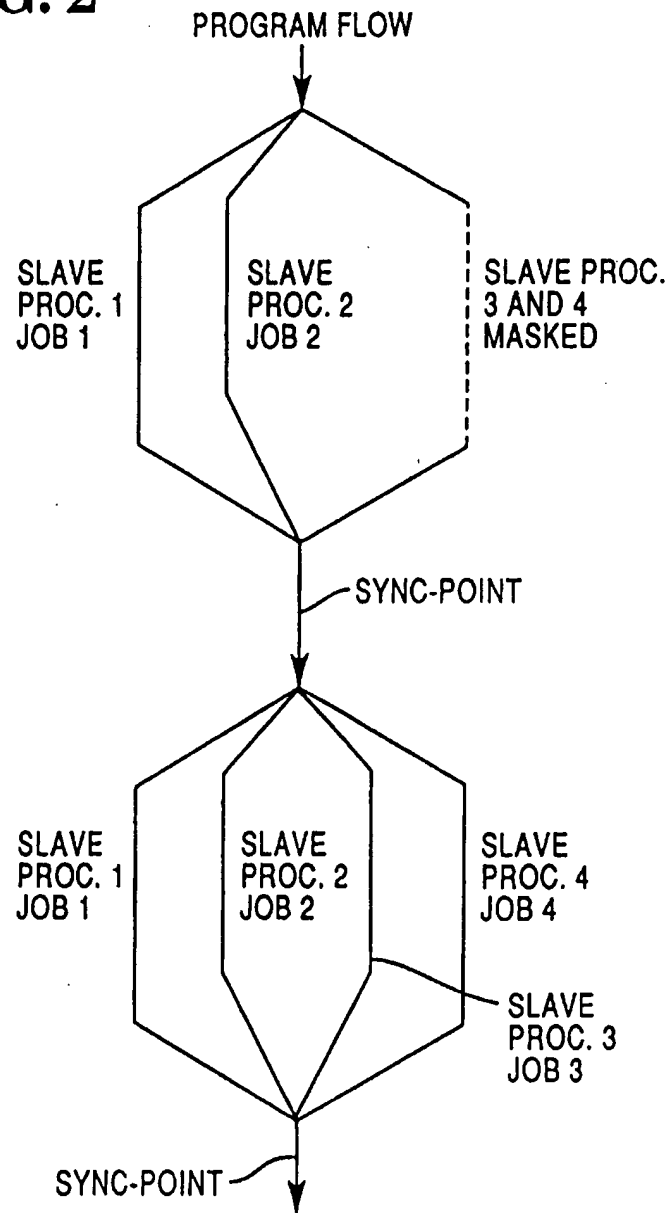 G. 2
PROGRAM FLOW
SLAVE
PROC. 1
JOB 1
SLAVE
PROC. 2
JOB 2
SLAVE PROC.
3 AND 4
MASKED
SYNC-POINT
SLAVE
PROC. 1
JOB 1
SLAVE
PROC. 2
JOB 2
SLAVE
PROC. 4
JOB 4
SLAVE
PROC. 3
JOB 3
SYNC-POINT